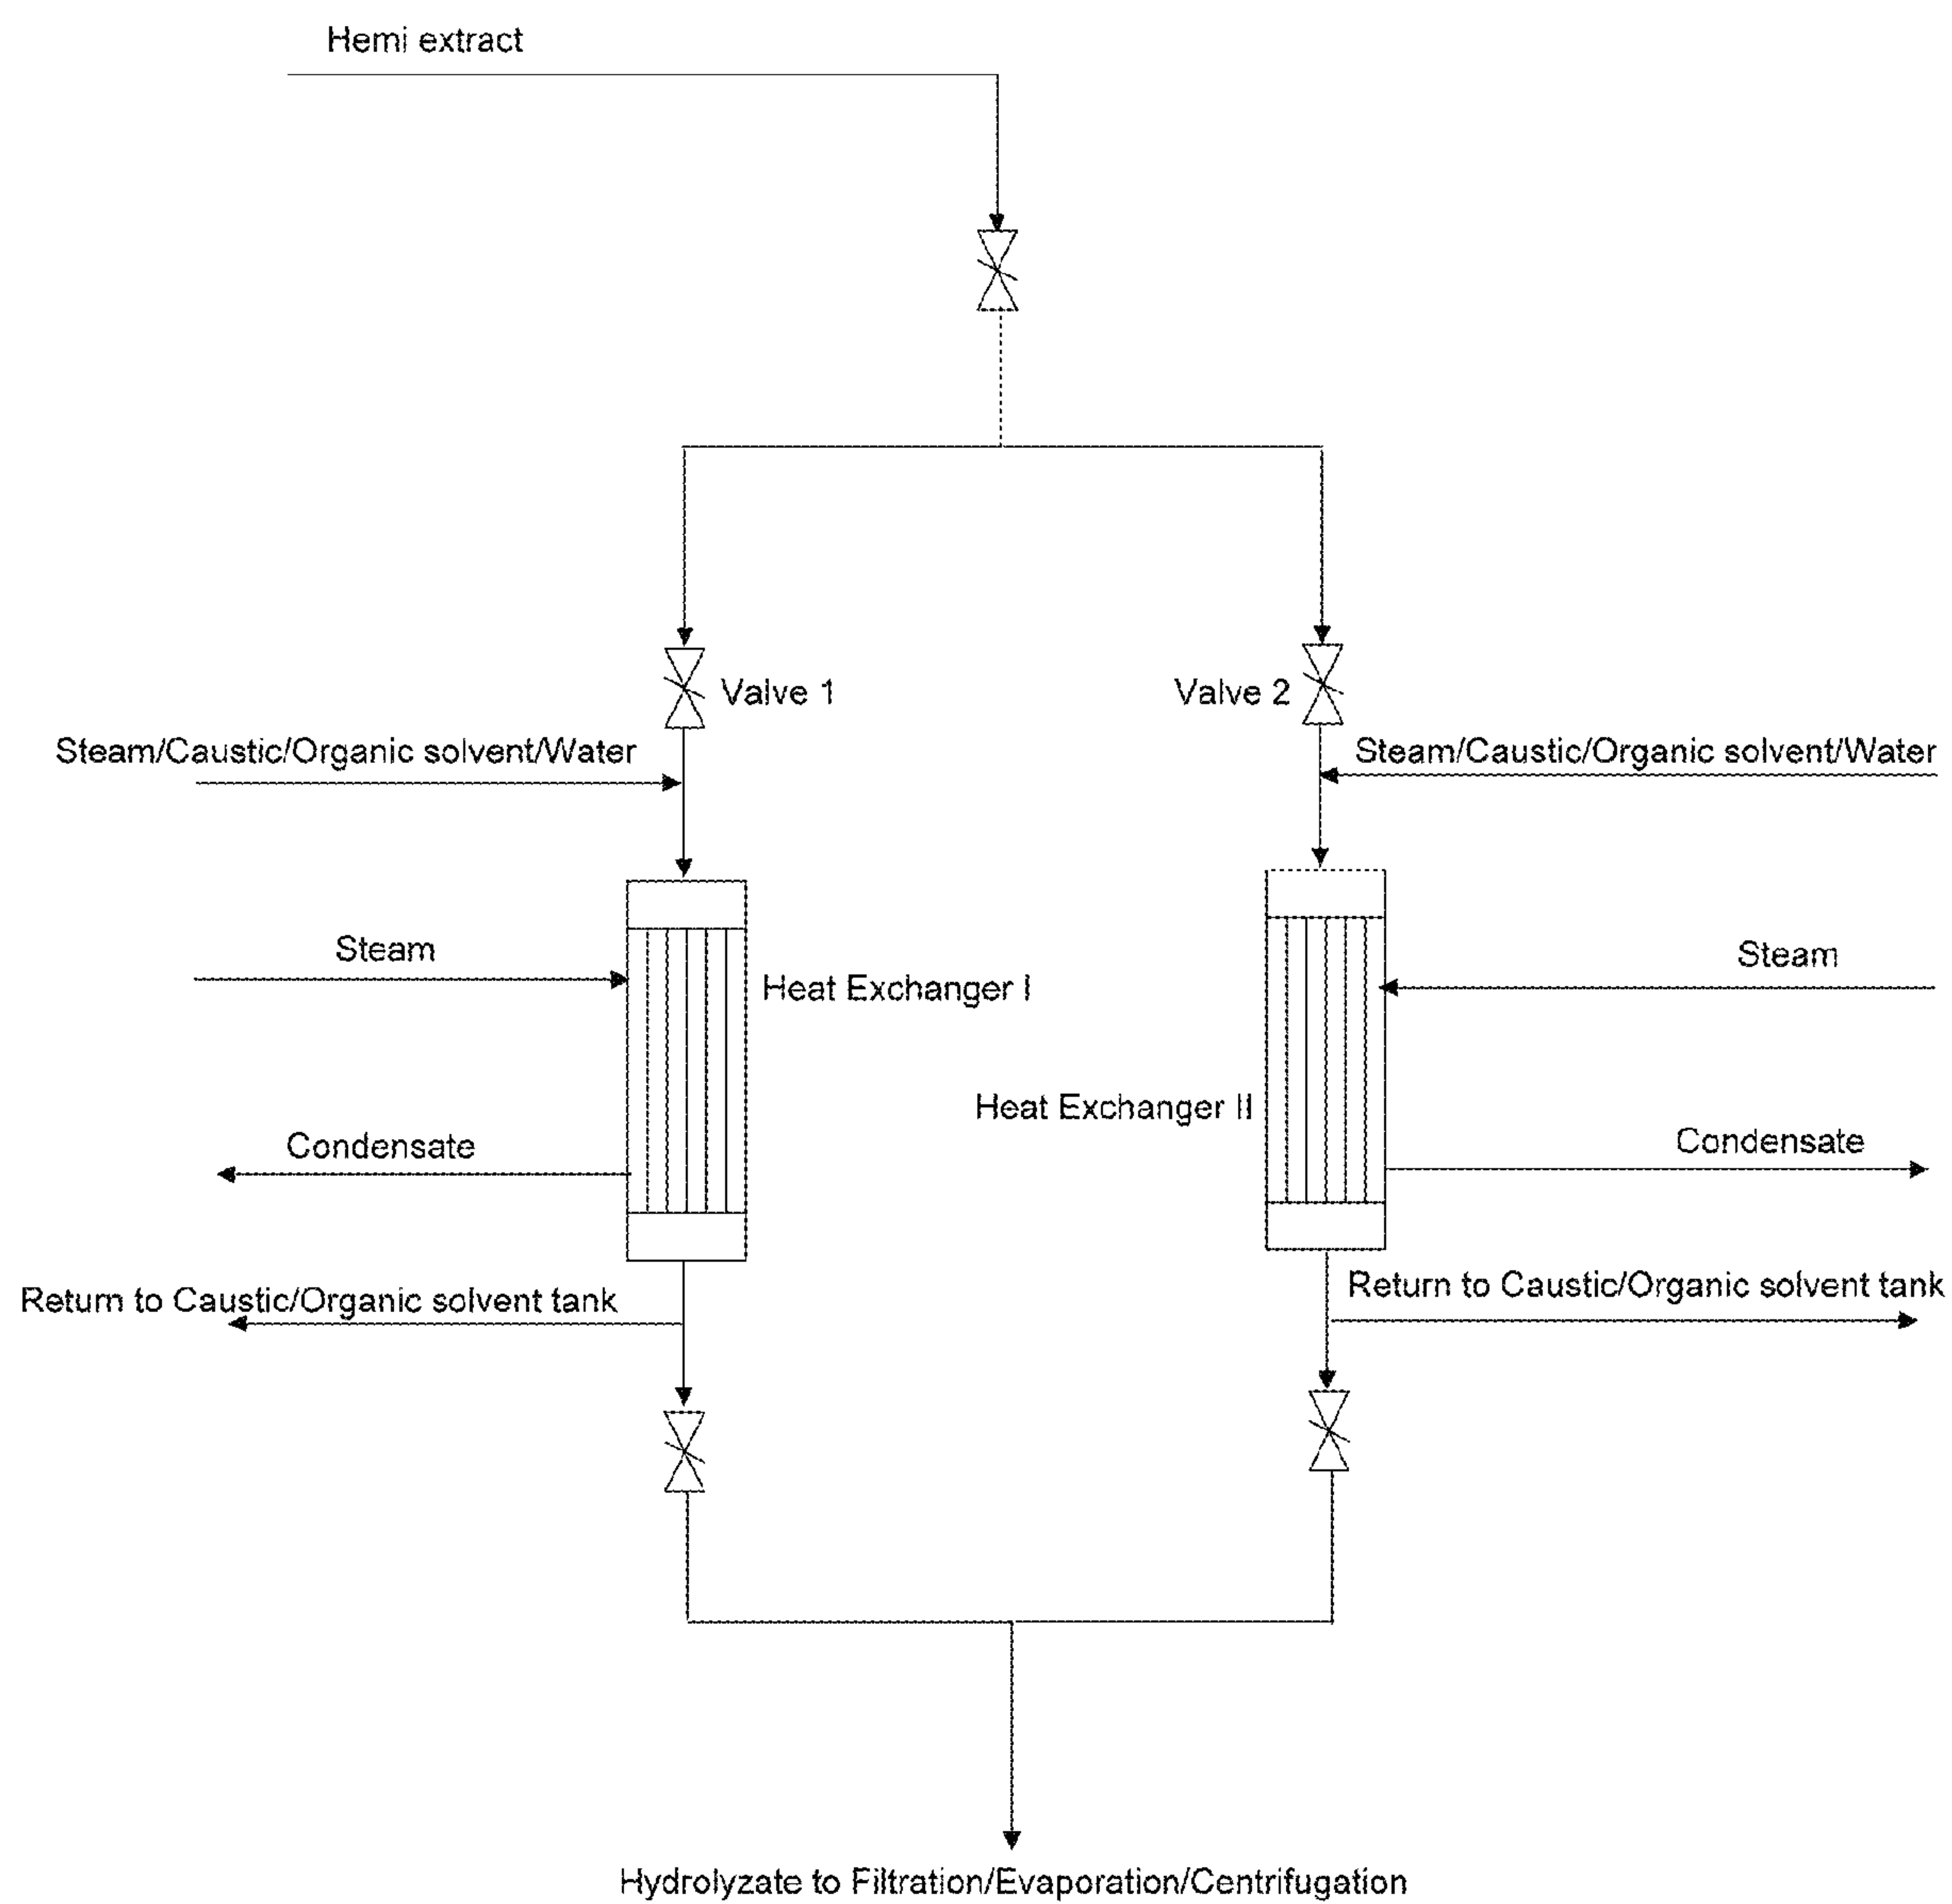 Hemi extract
Valve 1
Valve 2
Steam/Caustic/Organic solvent/Water
Steam/Caustic/Organic solvent/Water
Steam
Heat Exchanger I
Steam
Heat Exchanger II
Condensate
Condensate
Return to Caustic/Organic solvent tank
Return to Caustic/Organic solvent tank
Hydrolyzate to Filtration/Evaporation/Centrifugation